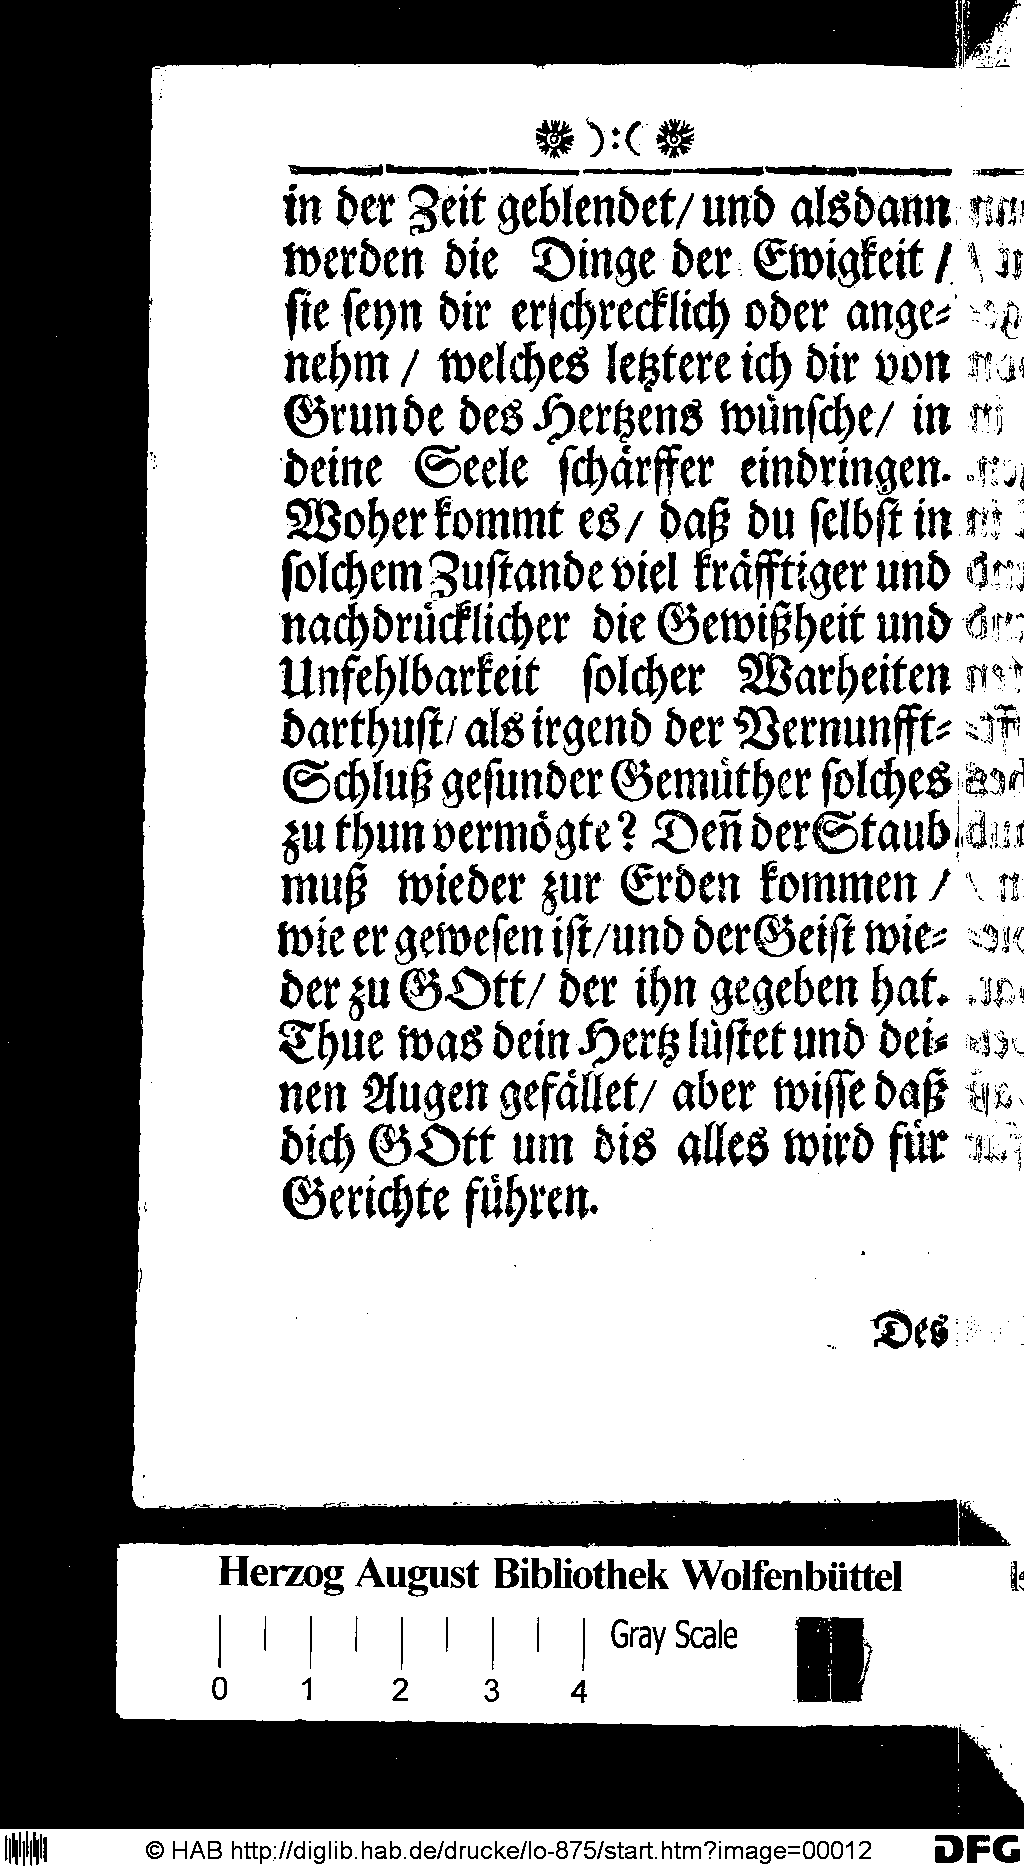 ❋ ):( ❋
in der Zeit geblendet/ und alsdann
werden die Dinge der Ewigkeit /
sie seyn dir erschrecklich oder ange⸗
nehm / welches letztere ich dir von
Grunde des Hertzens wünsche/ in
deine Seele schärffer eindringen.
Woher kommt es/ daß du selbst in
solchem Zustande viel kräfftiger und
nachdrücklicher die Gewißheit und
Unfehlbarkeit solcher Warheiten
darthust/ als irgend der Vernunfft⸗
Schluß gesunder Gemüther solches
zu thun vermögte? Deñ der Staub
muß wieder zur Erden kommen /
wie er gewesen ist/und der Geist wie⸗
der zu GOtt/ der ihn gegeben hat.
Thue was dein Hertz lüstet und dei⸗
nen Augen gefället/ aber wisse daß
dich GOtt um dis alles wird für
Gerichte führen.
Des
Herzog August Bibliothek Wolfenbüttel
Gray Scale
0 1 2 3 4
© HAB http://diglib.hab.de/drucke/lo-875/start.htm?image=00012 DFG